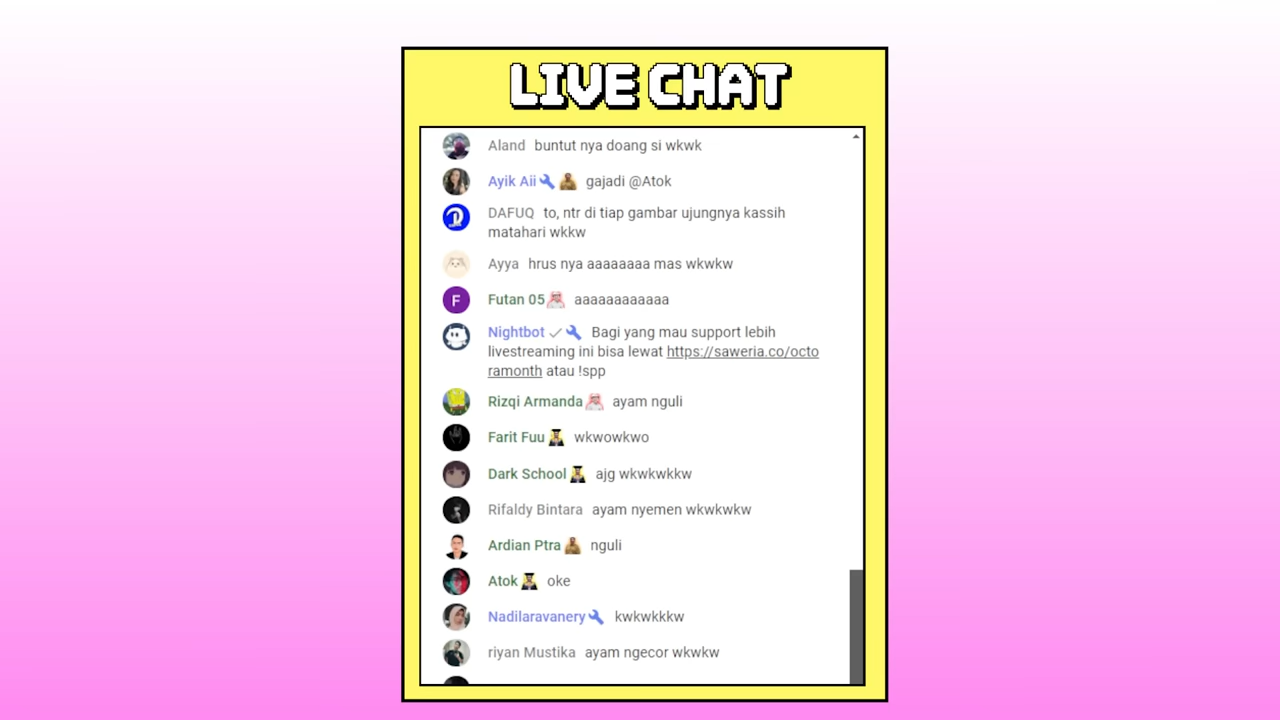 LIVE CHAT
Aland buntut nya doang si wkwk
Ayik Aii gajadi @Atok
DAFUQ to, ntr di tiap gambar ujungnya kassih
matahari wkkw
Ayya hrus nya aaaaaaaa mas wkwkw
F Futan 05 aaaaaaaaaaaa
Nightbot Bagi yang mau support lebih
livestreaming ini bisa lewat https://saweria.co/octo
ramonth atau !spp
Rizqi Armanda ayam nguli
Farit Fuu wkwowkwo
Dark School ajg wkwkwkkw
Rifaldy Bintara ayam nyemen wkwkwkw
Ardian Ptra nguli
Atok oke
Nadilaravanery kwkwkkkw
riyan Mustika ayam ngecor wkwkw